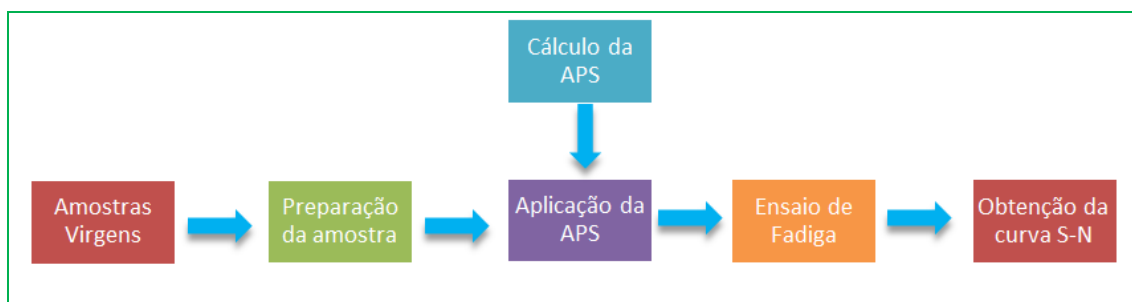 Cálculo da
APS
Amostras
Virgens
Preparação
da amostra
Aplicação da
APS
Ensaio de
Fadiga
Obtenção da
curva S-N